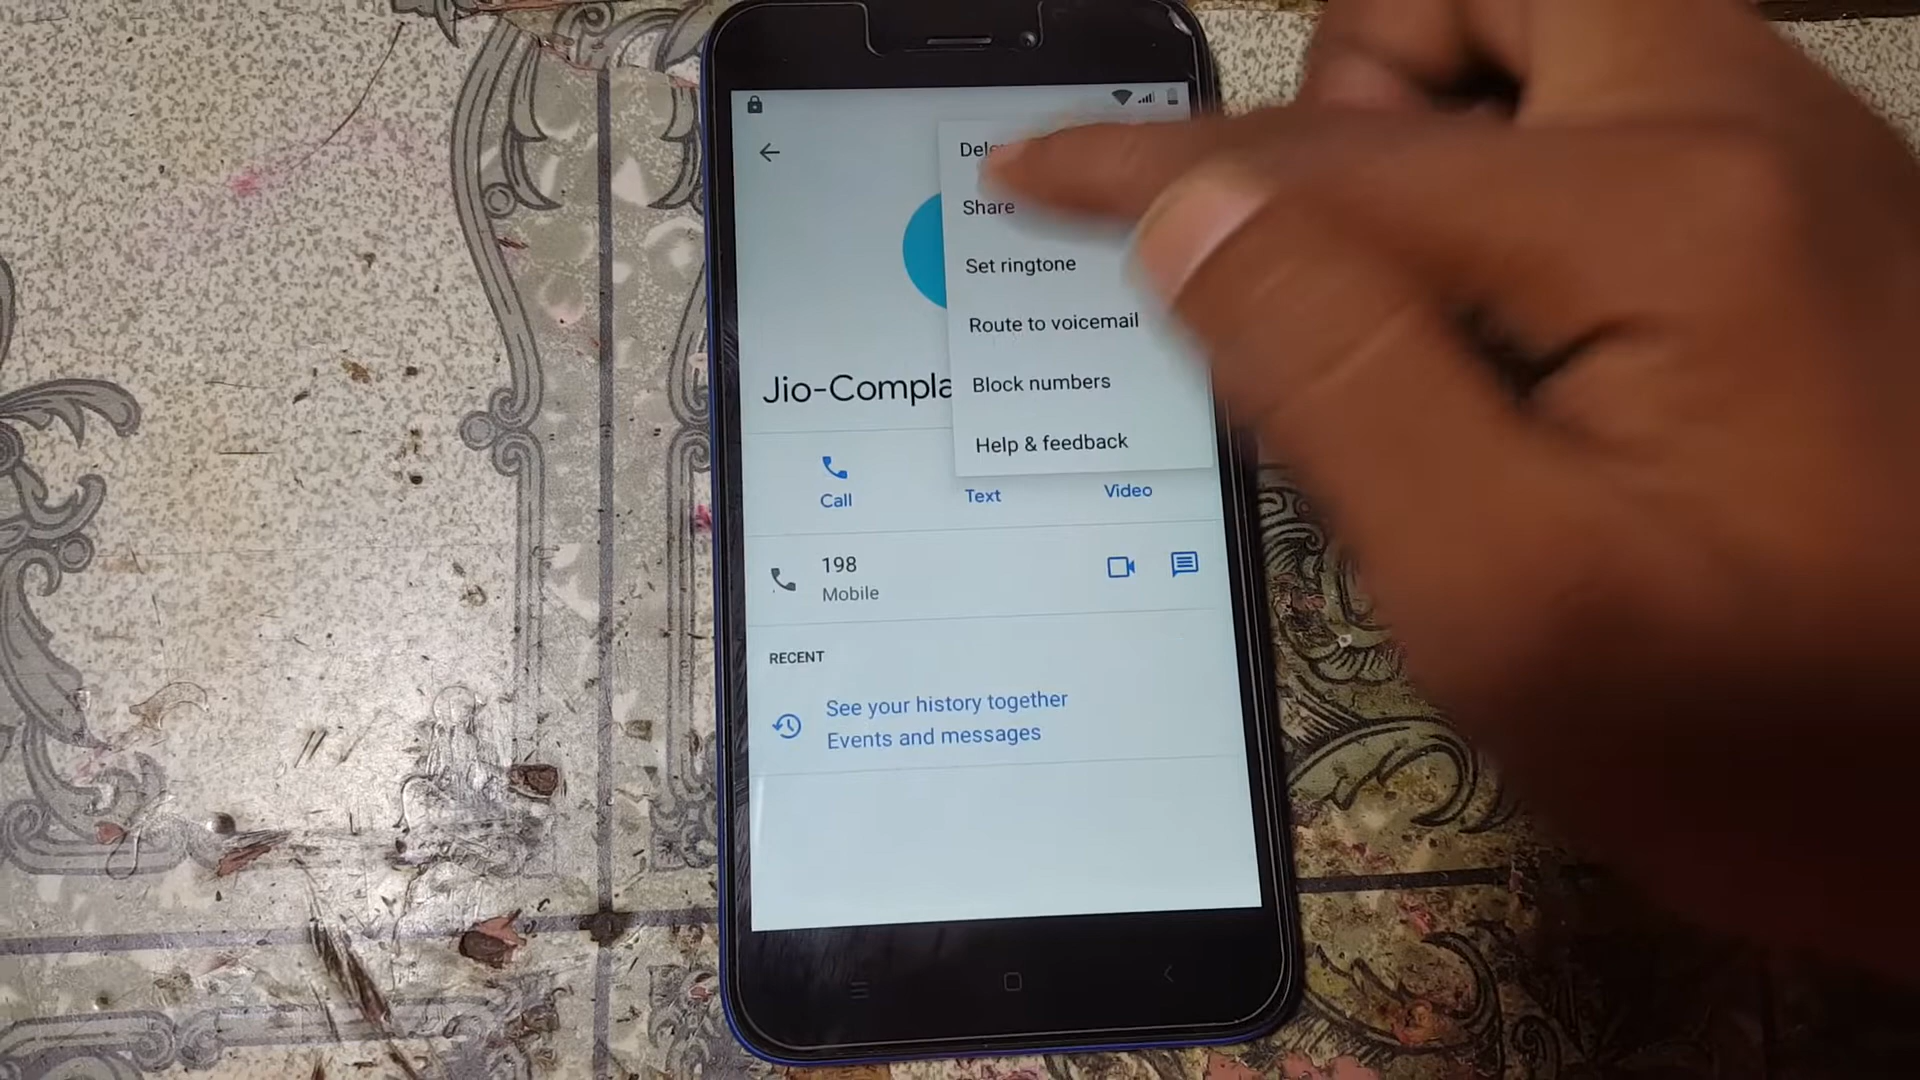 Share
Set ringtone
Route to voicemail
Block numbers
Help & feedback
Call
Text
Video
198
Mobile
RECENT
See your history together
Events and messages